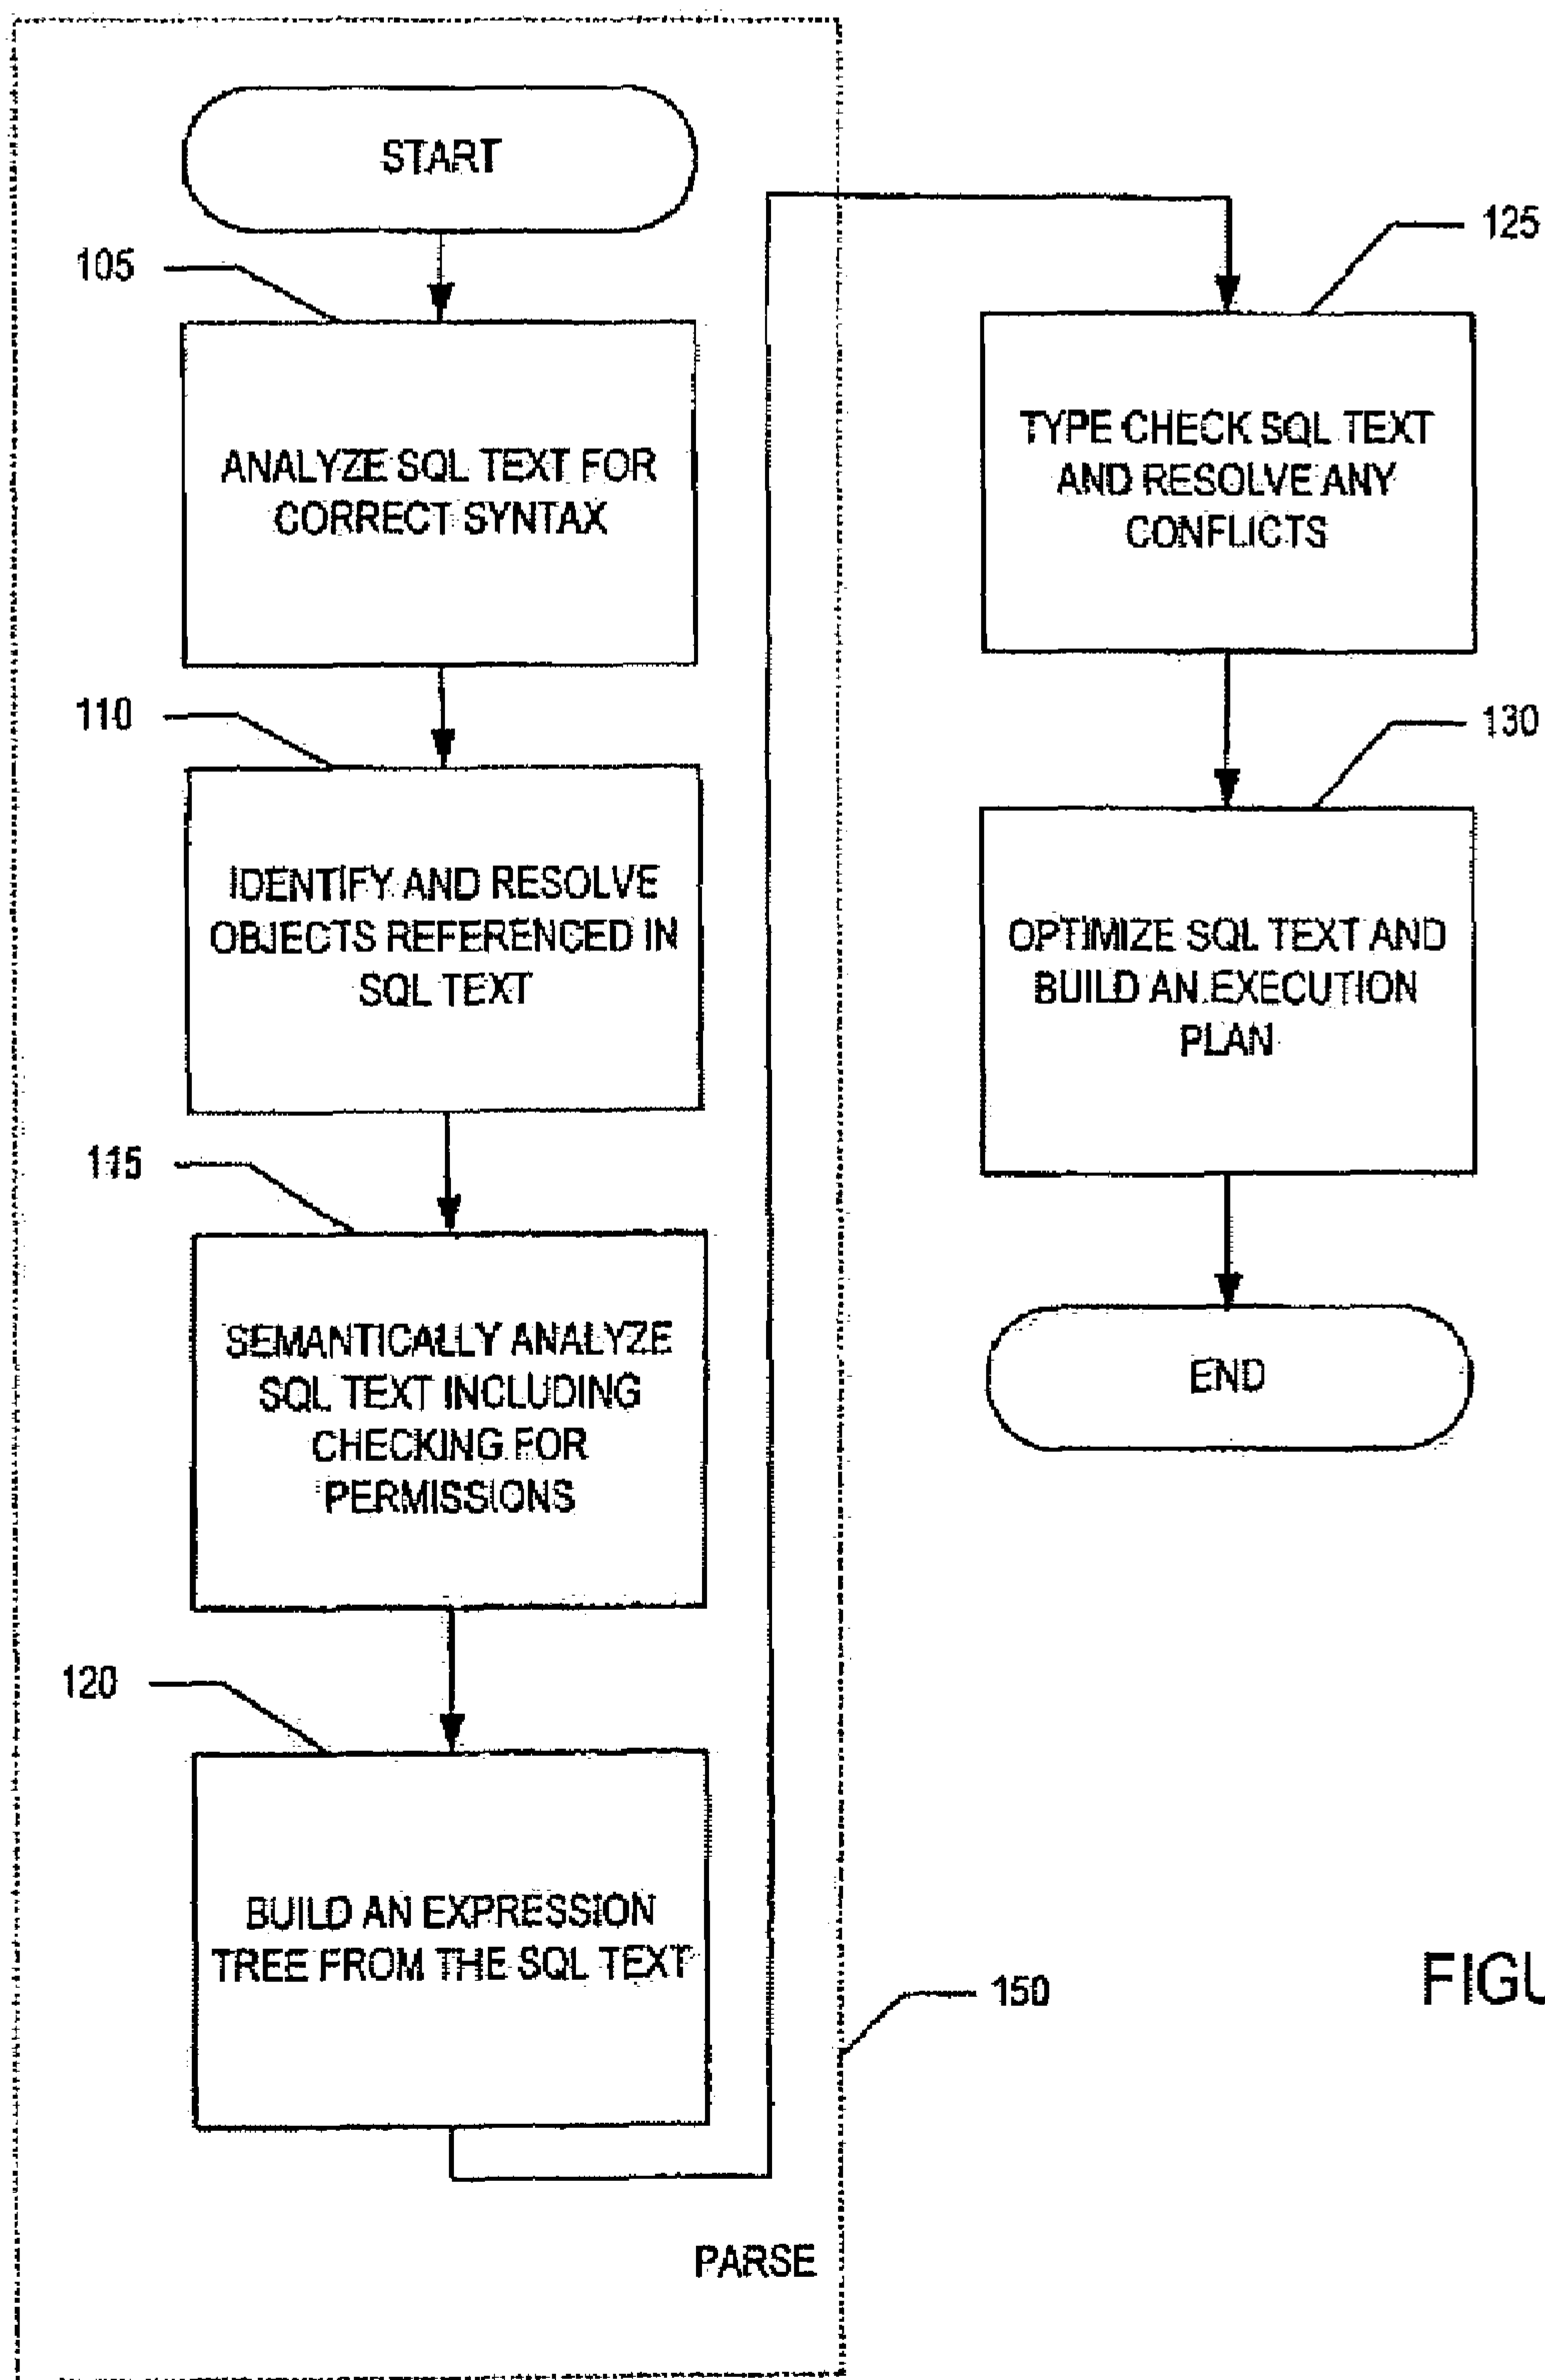 START
105
ANALYZE SQL TEXT FOR
CORRECT SYNTAX
110
IDENTIFY AND RESOLVE
OBJECTS REFERENCED IN
SQL TEXT
115
SEMANTICALLY ANALYZE
SQL TEXT INCLUDING
CHECKING FOR
PERMISSIONS
120
BUILD AN EXPRESSION
TREE FROM THE SQL TEXT
150
PARSE
125
TYPE CHECK SQL TEXT
AND RESOLVE ANY
CONFLICTS
130
OPTIMIZE SQL TEXT AND
BUILD AN EXECUTION
PLAN
END